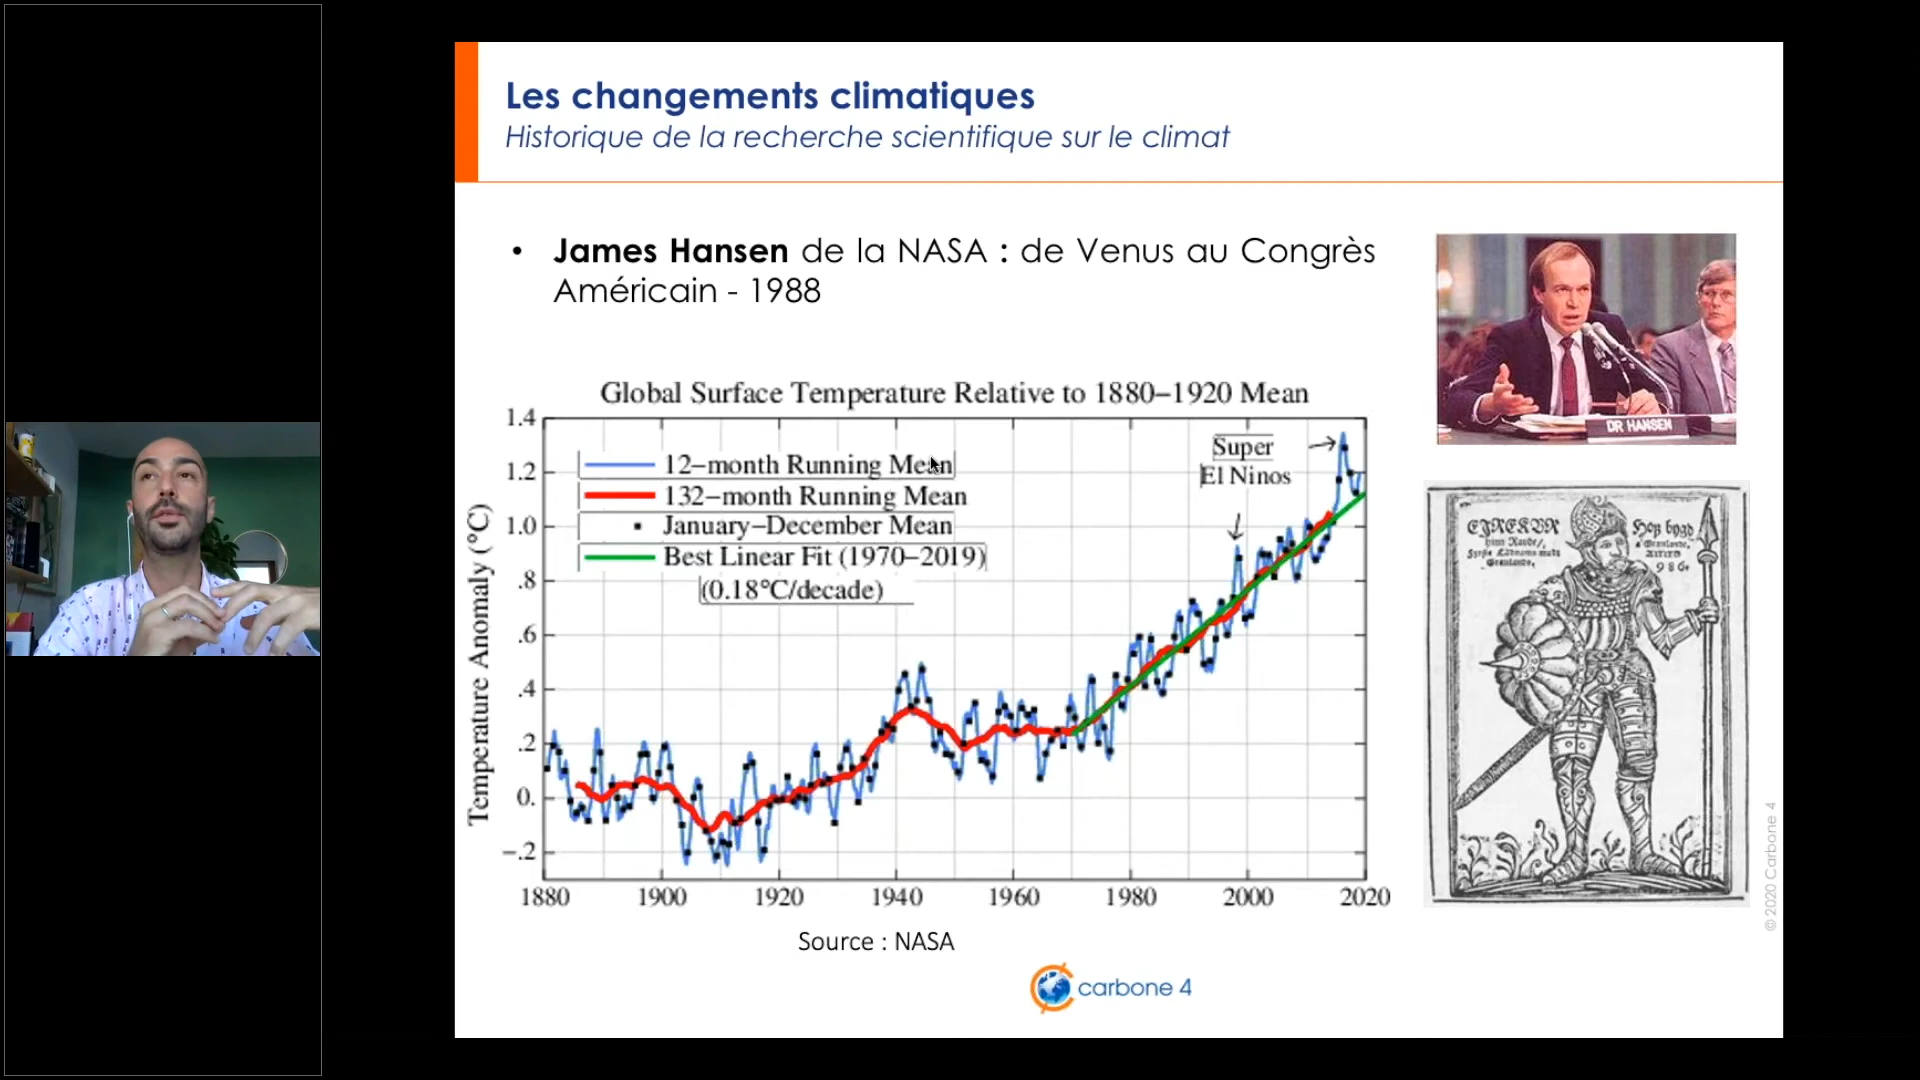 Les changements climatiques
Historique de la recherche scientifique sur le climat
• James Hansen de la NASA : de Venus au Congrès
Américain - 1988
DR HANSEN
Global Surface Temperature Relative to 1880–1920 Mean
12–month Running Mean
132–month Running Mean
January–December Mean
Best Linear Fit (1970–2019)
(0.18°C/decade)
Super
El Ninos
Temperature Anomaly (°C)
1.4
1.2
1.0
.8
.6
.4
.2
0.
–.2
1880 1900 1920 1940 1960 1980 2000 2020
Source : NASA
986.
carbone 4
© 2020 Carbone 4